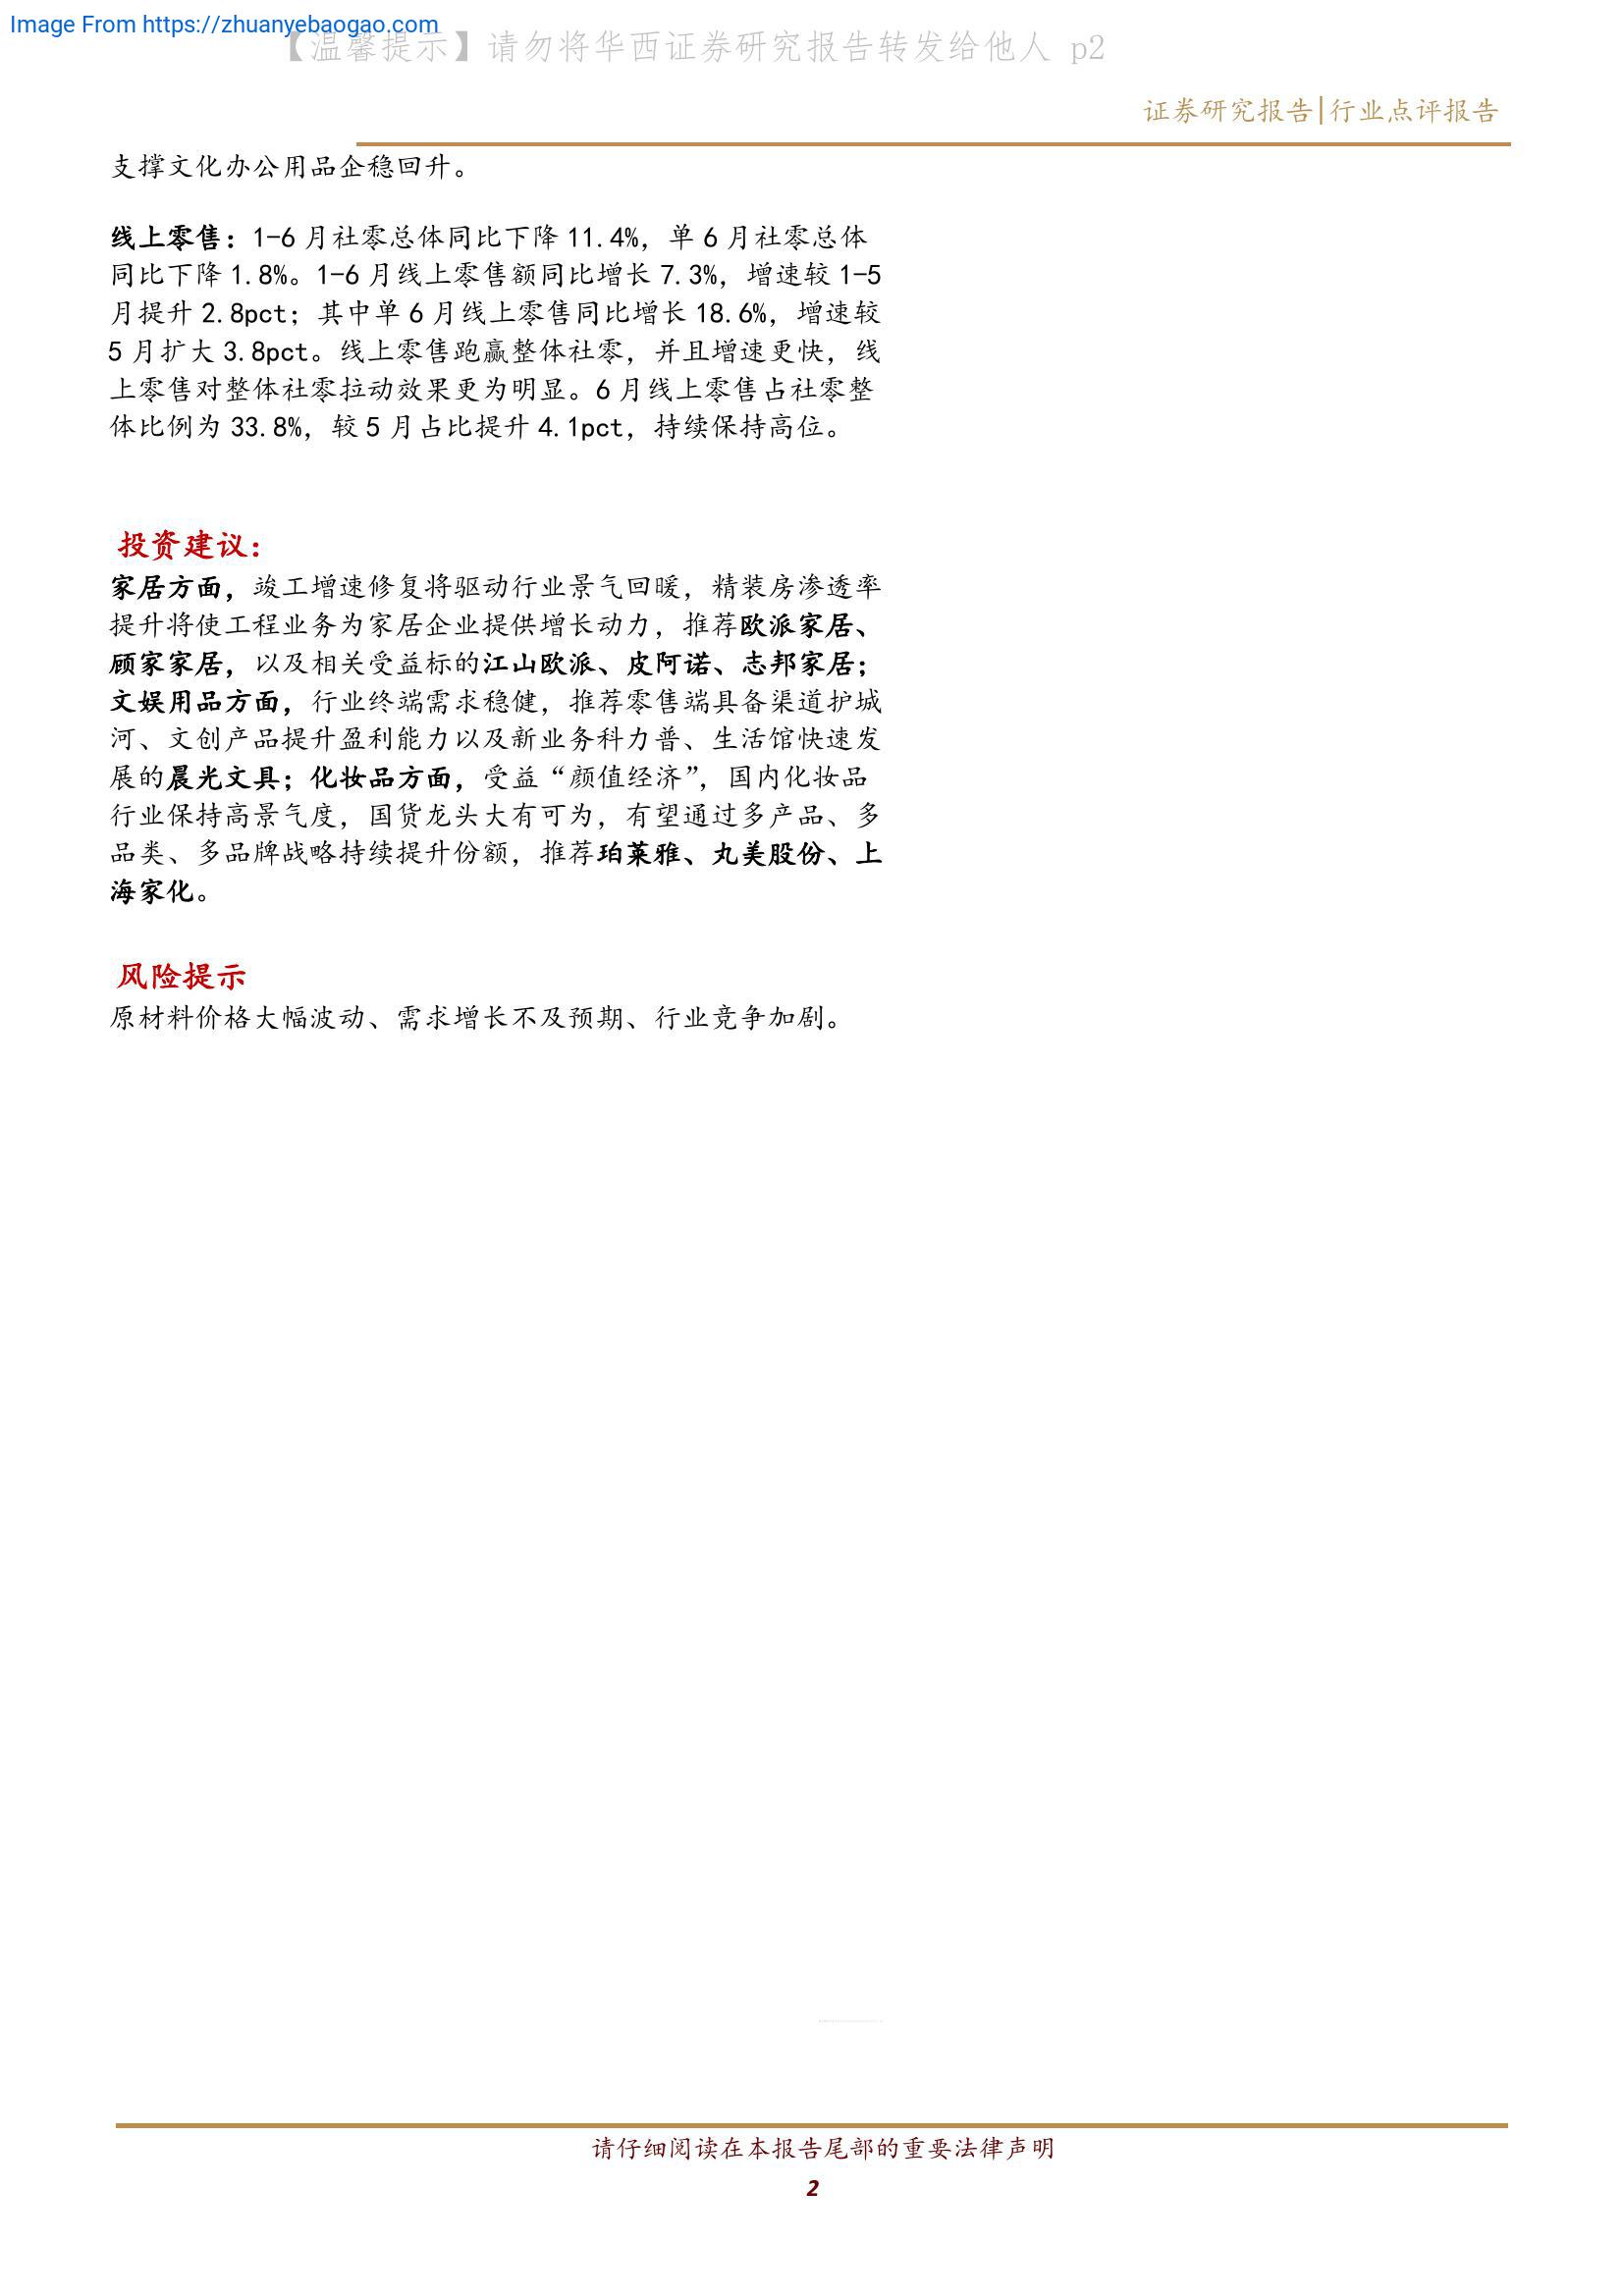 Image From https://zhuanyebaogao.com
【温馨提示】请勿将华西证券研究报告转发给他人 p2
证券研究报告|行业点评报告
支撑文化办公用品企稳回升。
线上零售：1-6 月社零总体同比下降 11.4%，单 6 月社零总体
同比下降 1.8%。1-6 月线上零售额同比增长 7.3%，增速较 1-5
月提升 2.8pct；其中单 6 月线上零售同比增长 18.6%，增速较
5 月扩大 3.8pct。线上零售跑赢整体社零，并且增速更快，线
上零售对整体社零拉动效果更为明显。6 月线上零售占社零整
体比例为 33.8%，较 5 月占比提升 4.1pct，持续保持高位。
投资建议：
家居方面，竣工增速修复将驱动行业景气回暖，精装房渗透率
提升将使工程业务为家居企业提供增长动力，推荐欧派家居、
顾家家居，以及相关受益标的江山欧派、皮阿诺、志邦家居；
文娱用品方面，行业终端需求稳健，推荐零售端具备渠道护城
河、文创产品提升盈利能力以及新业务科力普、生活馆快速发
展的晨光文具；化妆品方面，受益“颜值经济”，国内化妆品
行业保持高景气度，国货龙头大有可为，有望通过多产品、多
品类、多品牌战略持续提升份额，推荐珀莱雅、丸美股份、上
海家化。
风险提示
原材料价格大幅波动、需求增长不及预期、行业竞争加剧。
请仔细阅读在本报告尾部的重要法律声明
2